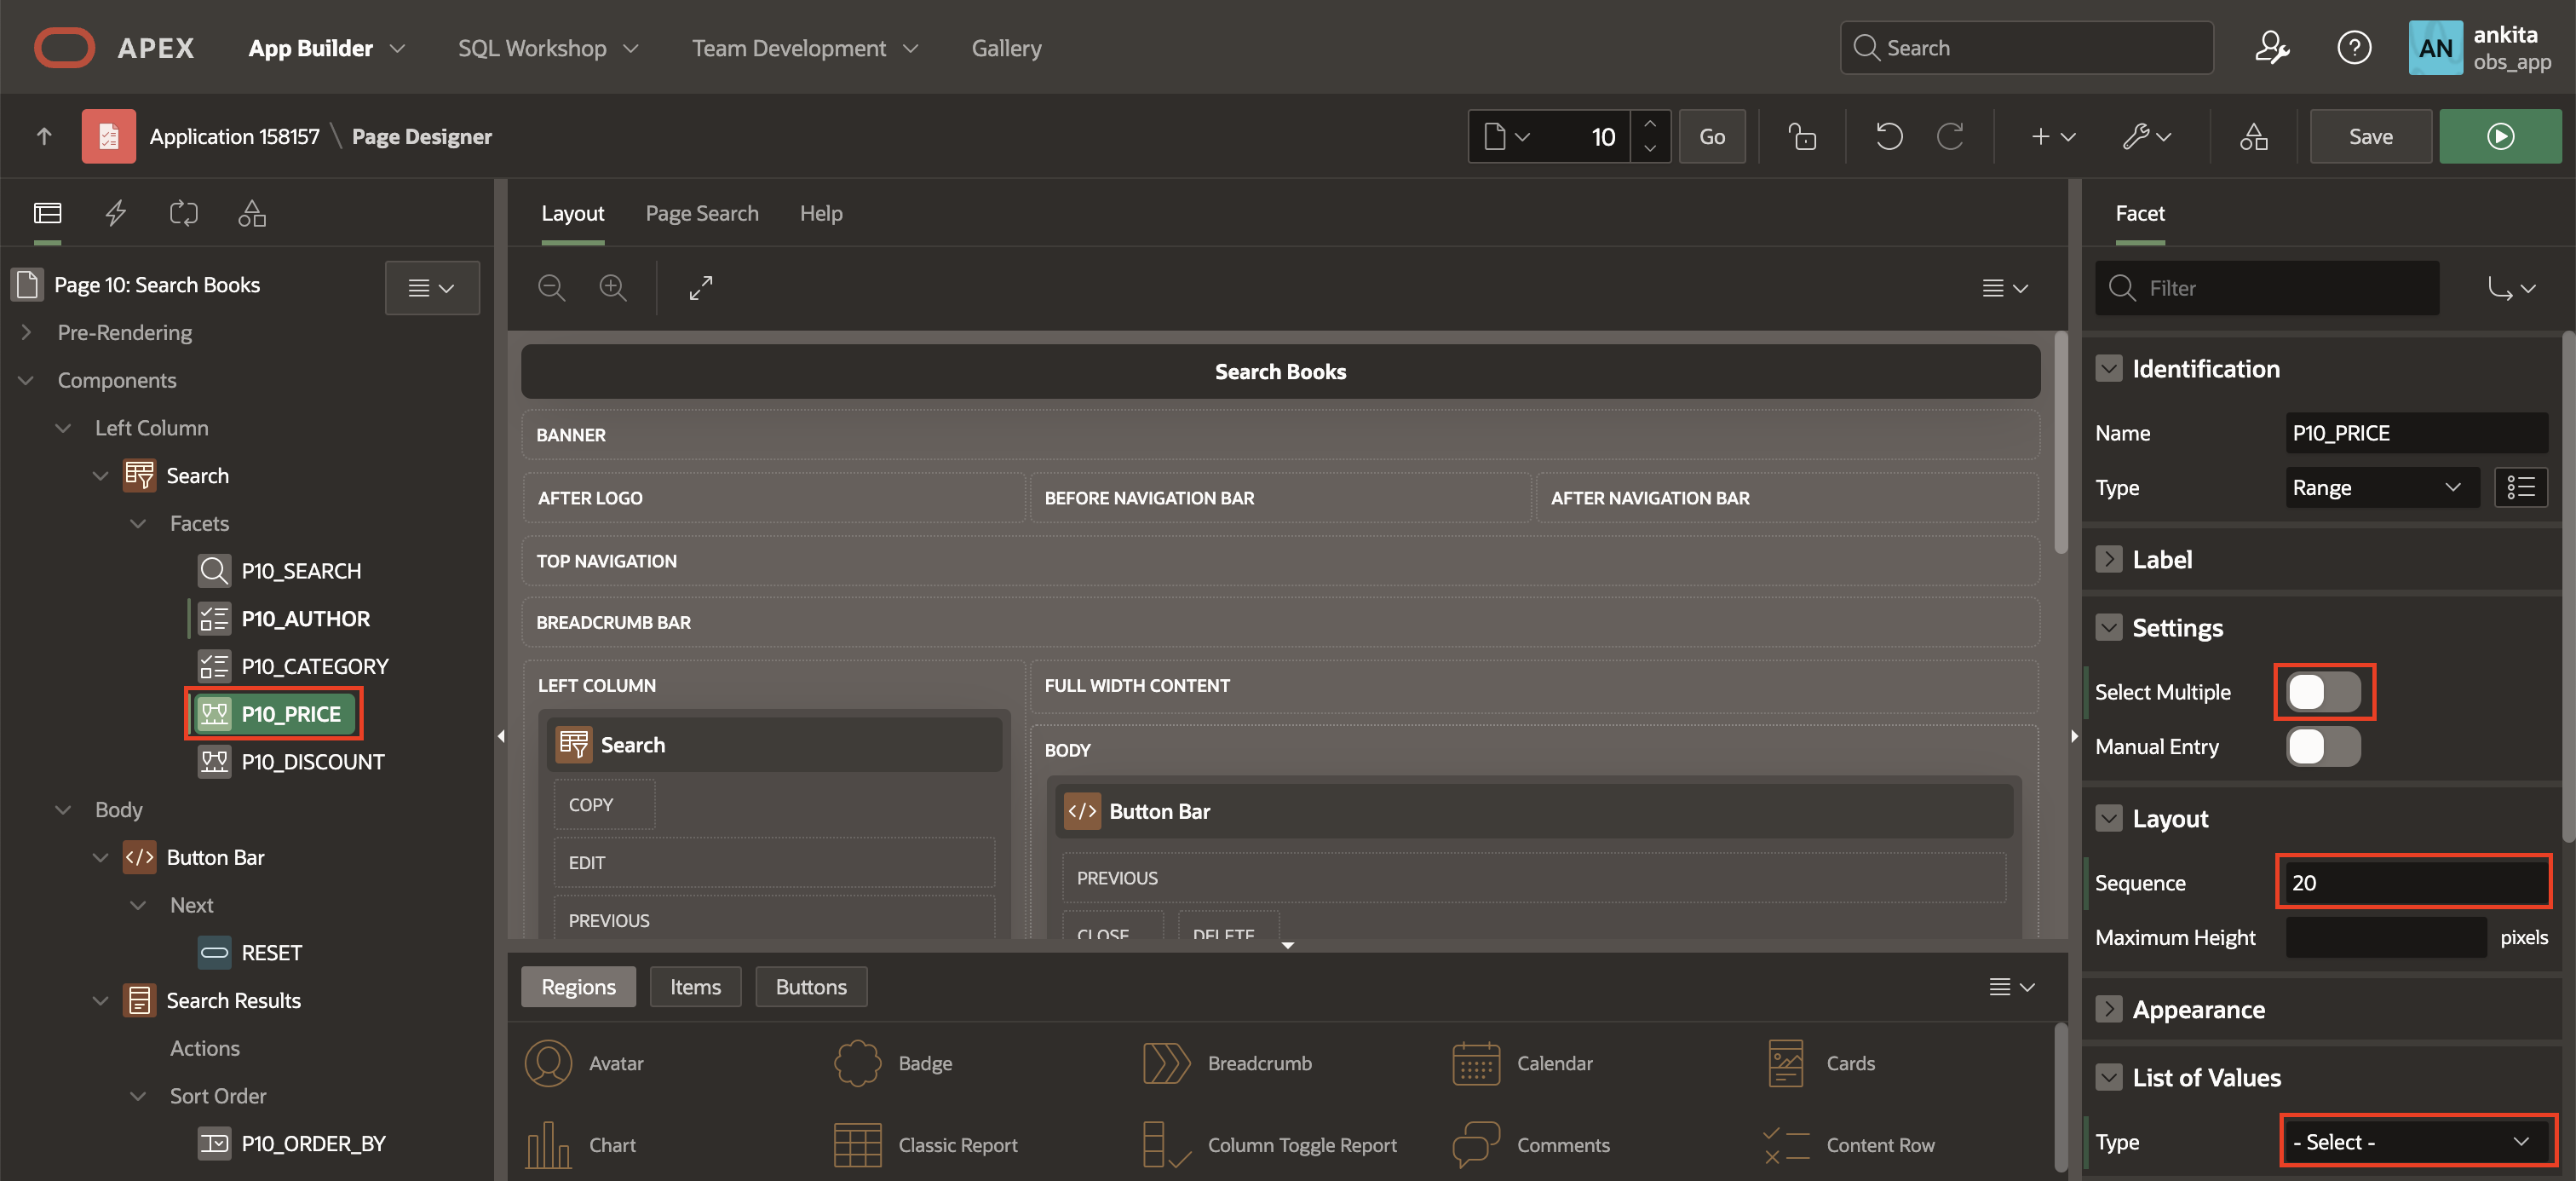 APEX App Builder SQL Workshop Team Development Gallery Search AN ankita
obs_app
Application 158157 \ Page Designer 10 Go Save
Layout Page Search Help
Facet
Page 10: Search Books
Filter
Pre-Rendering
Components
Left Column
Search
Facets
P10_SEARCH
P10_AUTHOR
P10_CATEGORY
P10_PRICE
P10_DISCOUNT
Body
Button Bar
Next
RESET
Search Results
Actions
Sort Order
P10_ORDER_BY
Search Books
BANNER
AFTER LOGO BEFORE NAVIGATION BAR AFTER NAVIGATION BAR
TOP NAVIGATION
BREADCRUMB BAR
LEFT COLUMN FULL WIDTH CONTENT
Search
COPY
EDIT
PREVIOUS
BODY
Button Bar
PREVIOUS
CLOSE DELETE
Regions Items Buttons
Avatar Badge Breadcrumb Calendar Cards
Chart Classic Report Column Toggle Report Comments Content Row
Identification
Name P10_PRICE
Type Range
Label
Settings
Select Multiple
Manual Entry
Layout
Sequence 20
Maximum Height pixels
Appearance
List of Values
Type - Select -